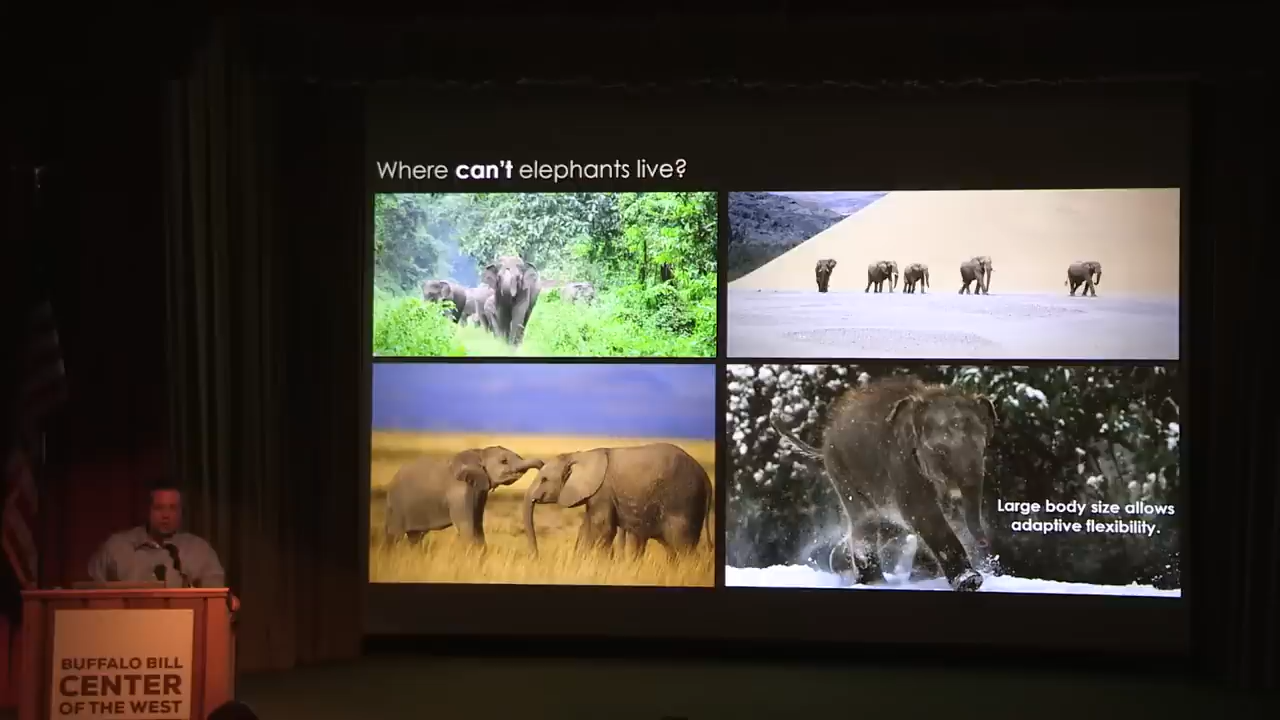 Where can't elephants live?
Large body size allows
adaptive flexibility.
BUFFALO BILL
CENTER
OF THE WEST